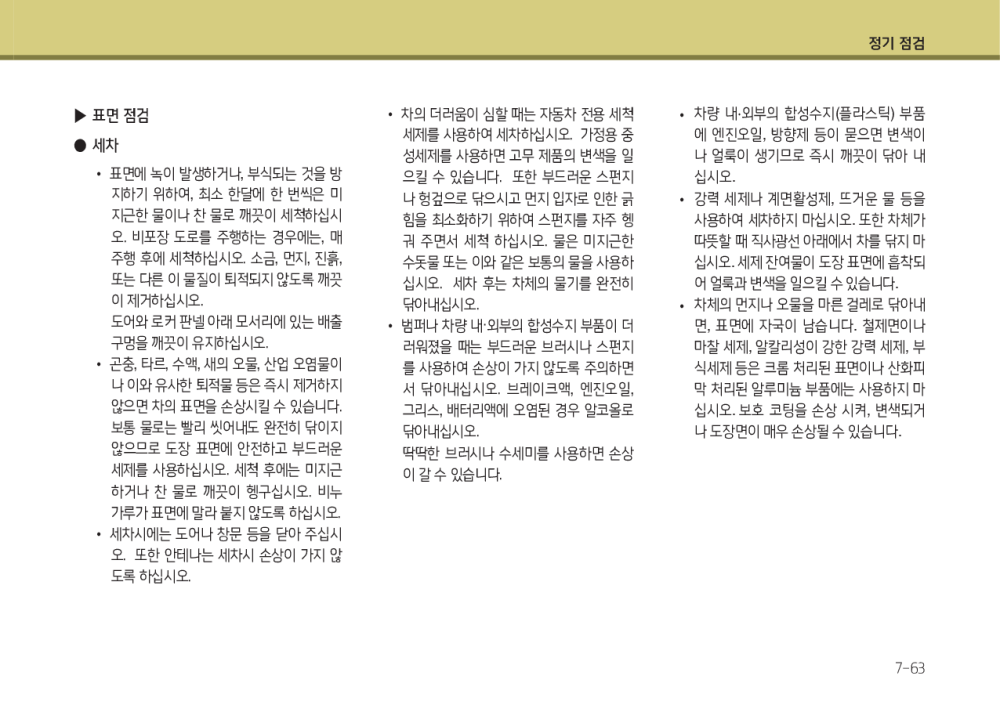 정기 점검
▶ 표면 점검
● 세차
• 표면에 녹이 발생하거나, 부식되는 것을 방
지하기 위하여, 최소 한달에 한 번씩은 미
지근한 물이나 찬 물로 깨끗이 세척하십시
오. 비포장 도로를 주행하는 경우에는, 매
주행 후에 세척하십시오. 소금, 먼지, 진흙,
또는 다른 이 물질이 퇴적되지 않도록 깨끗
이 제거하십시오.
도어와 로커 판넬 아래 모서리에 있는 배출
구멍을 깨끗이 유지하십시오.
• 곤충, 타르, 수액, 새의 오물, 산업 오염물이
나 이와 유사한 퇴적물 등은 즉시 제거하지
않으면 차의 표면을 손상시킬 수 있습니다.
보통 물로는 빨리 씻어내도 완전히 닦이지
않으므로 도장 표면에 안전하고 부드러운
세제를 사용하십시오. 세척 후에는 미지근
하거나 찬 물로 깨끗이 헹구십시오. 비누
가루가 표면에 말라 붙지 않도록 하십시오.
• 세차시에는 도어나 창문 등을 닫아 주십시
오. 또한 안테나는 세차시 손상이 가지 않
도록 하십시오.
• 차의 더러움이 심할 때는 자동차 전용 세척
세제를 사용하여 세차하십시오. 가정용 중
성세제를 사용하면 고무 제품의 변색을 일
으킬 수 있습니다. 또한 부드러운 스펀지
나 헝겊으로 닦으시고 먼지 입자로 인한 긁
힘을 최소화하기 위하여 스펀지를 자주 헹
궈 주면서 세척 하십시오. 물은 미지근한
수돗물 또는 이와 같은 보통의 물을 사용하
십시오. 세차 후는 차체의 물기를 완전히
닦아내십시오.
• 범퍼나 차량 내·외부의 합성수지 부품이 더
러워졌을 때는 부드러운 브러시나 스펀지
를 사용하여 손상이 가지 않도록 주의하면
서 닦아내십시오. 브레이크액, 엔진오일,
그리스, 배터리액에 오염된 경우 알코올로
닦아내십시오.
딱딱한 브러시나 수세미를 사용하면 손상
이 갈 수 있습니다.
• 차량 내·외부의 합성수지(플라스틱) 부품
에 엔진오일, 방향제 등이 묻으면 변색이
나 얼룩이 생기므로 즉시 깨끗이 닦아 내
십시오.
• 강력 세제나 계면활성제, 뜨거운 물 등을
사용하여 세차하지 마십시오. 또한 차체가
따뜻할 때 직사광선 아래에서 차를 닦지 마
십시오. 세제 잔여물이 도장 표면에 흡착되
어 얼룩과 변색을 일으킬 수 있습니다.
• 차체의 먼지나 오물을 마른 걸레로 닦아내
면, 표면에 자국이 남습니다. 철제면이나
마찰 세제, 알칼리성이 강한 강력 세제, 부
식세제 등은 크롬 처리된 표면이나 산화피
막 처리된 알루미늄 부품에는 사용하지 마
십시오. 보호 코팅을 손상 시켜, 변색되거
나 도장면이 매우 손상될 수 있습니다.
7-63